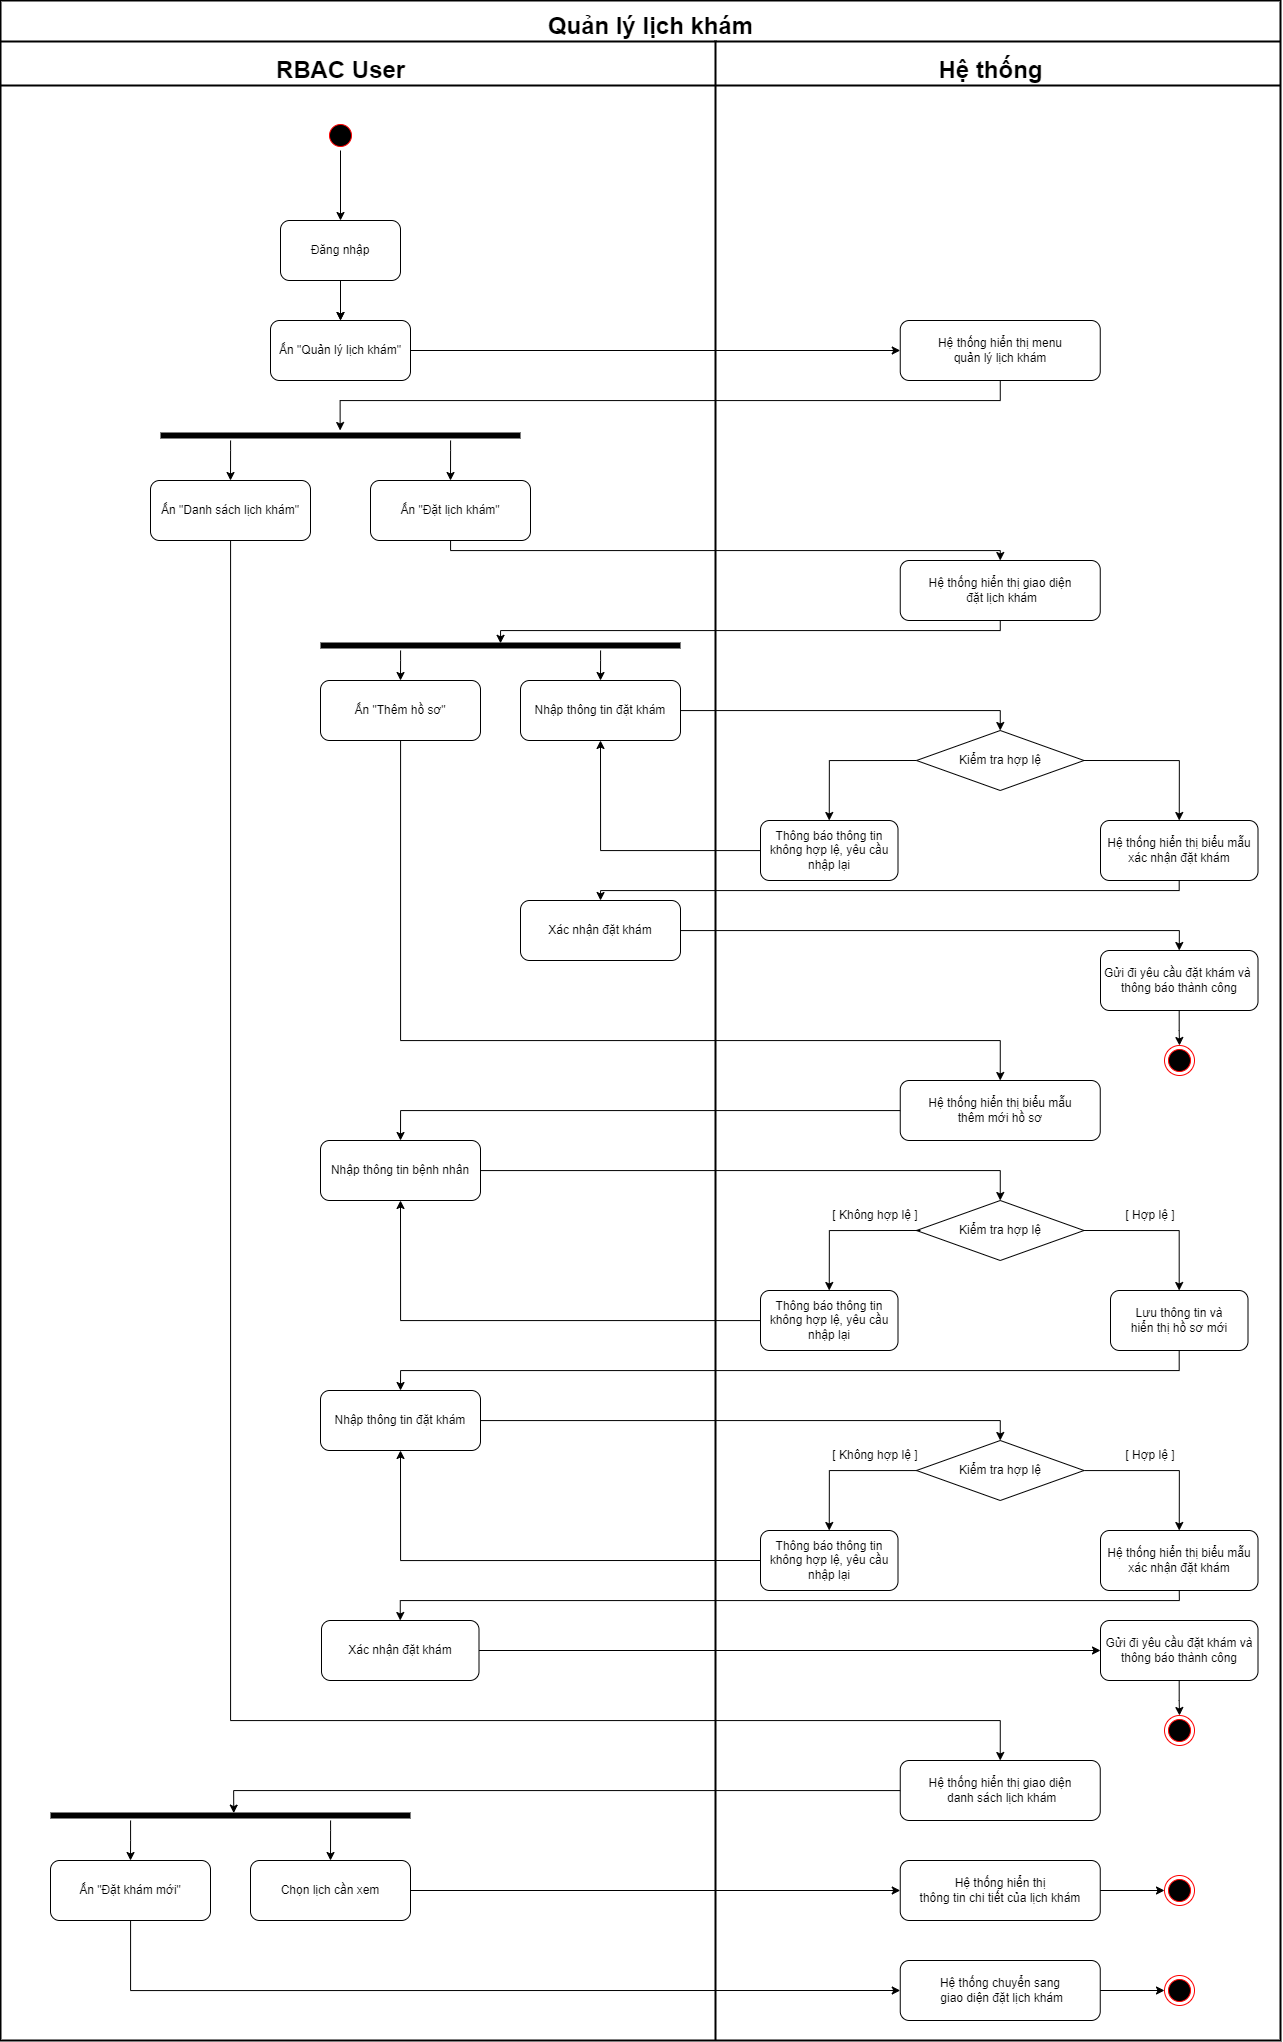 Quản lý lịch khám
RBAC User
Hệ thống
Đăng nhập
Ấn "Quản lý lịch khám"
Hệ thống hiển thị menu
quản lý lịch khám
Ấn "Danh sách lịch khám"
Ấn "Đặt lịch khám"
Hệ thống hiển thị giao diện
đặt lịch khám
Ấn "Thêm hồ sơ"
Nhập thông tin đặt khám
Kiểm tra hợp lệ
Thông báo thông tin
không hợp lệ, yêu cầu
nhập lại
Hệ thống hiển thị biểu mẫu
xác nhận đặt khám
Xác nhận đặt khám
Gửi đi yêu cầu đặt khám và
thông báo thành công
Hệ thống hiển thị biểu mẫu
thêm mới hồ sơ
Nhập thông tin bệnh nhân
[ Không hợp lệ ]
Kiểm tra hợp lệ
[ Hợp lệ ]
Thông báo thông tin
không hợp lệ, yêu cầu
nhập lại
Lưu thông tin và
hiển thị hồ sơ mới
Nhập thông tin đặt khám
[ Không hợp lệ ]
Kiểm tra hợp lệ
[ Hợp lệ ]
Thông báo thông tin
không hợp lệ, yêu cầu
nhập lại
Hệ thống hiển thị biểu mẫu
xác nhận đặt khám
Xác nhận đặt khám
Gửi đi yêu cầu đặt khám và
thông báo thành công
Hệ thống hiển thị giao diện
danh sách lịch khám
Ấn "Đặt khám mới"
Chọn lịch cần xem
Hệ thống hiển thị
thông tin chi tiết của lịch khám
Hệ thống chuyển sang
giao diện đặt lịch khám